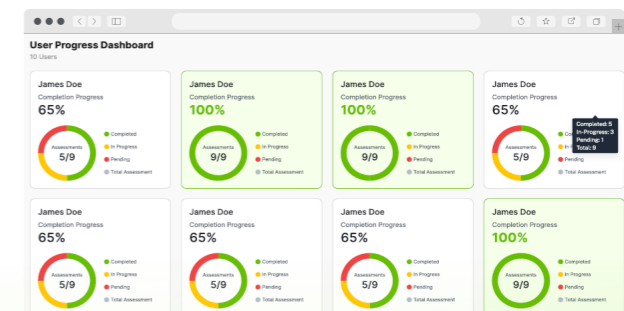 User Progress Dashboard
10 Users
James Doe
Completion Progress
65%
Assessments
5/9
Completed
In Progress
Pending
Total Assessment
James Doe
Completion Progress
100%
Assessments
9/9
Completed
In Progress
Pending
Total Assessment
James Doe
Completion Progress
100%
Assessments
9/9
Completed
In Progress
Pending
Total Assessment
James Doe
Completion Progress
65%
Assessments
5/9
Pending
Total Assessment
Completed: 5
In-Progress: 3
Pending: 1
Total: 9
James Doe
Completion Progress
65%
Assessments
5/9
Completed
In Progress
Pending
Total Assessment
James Doe
Completion Progress
65%
Assessments
5/9
Completed
In Progress
Pending
Total Assessment
James Doe
Completion Progress
65%
Assessments
5/9
Completed
In Progress
Pending
Total Assessment
James Doe
Completion Progress
100%
Assessments
9/9
Completed
In Progress
Pending
Total Assessment